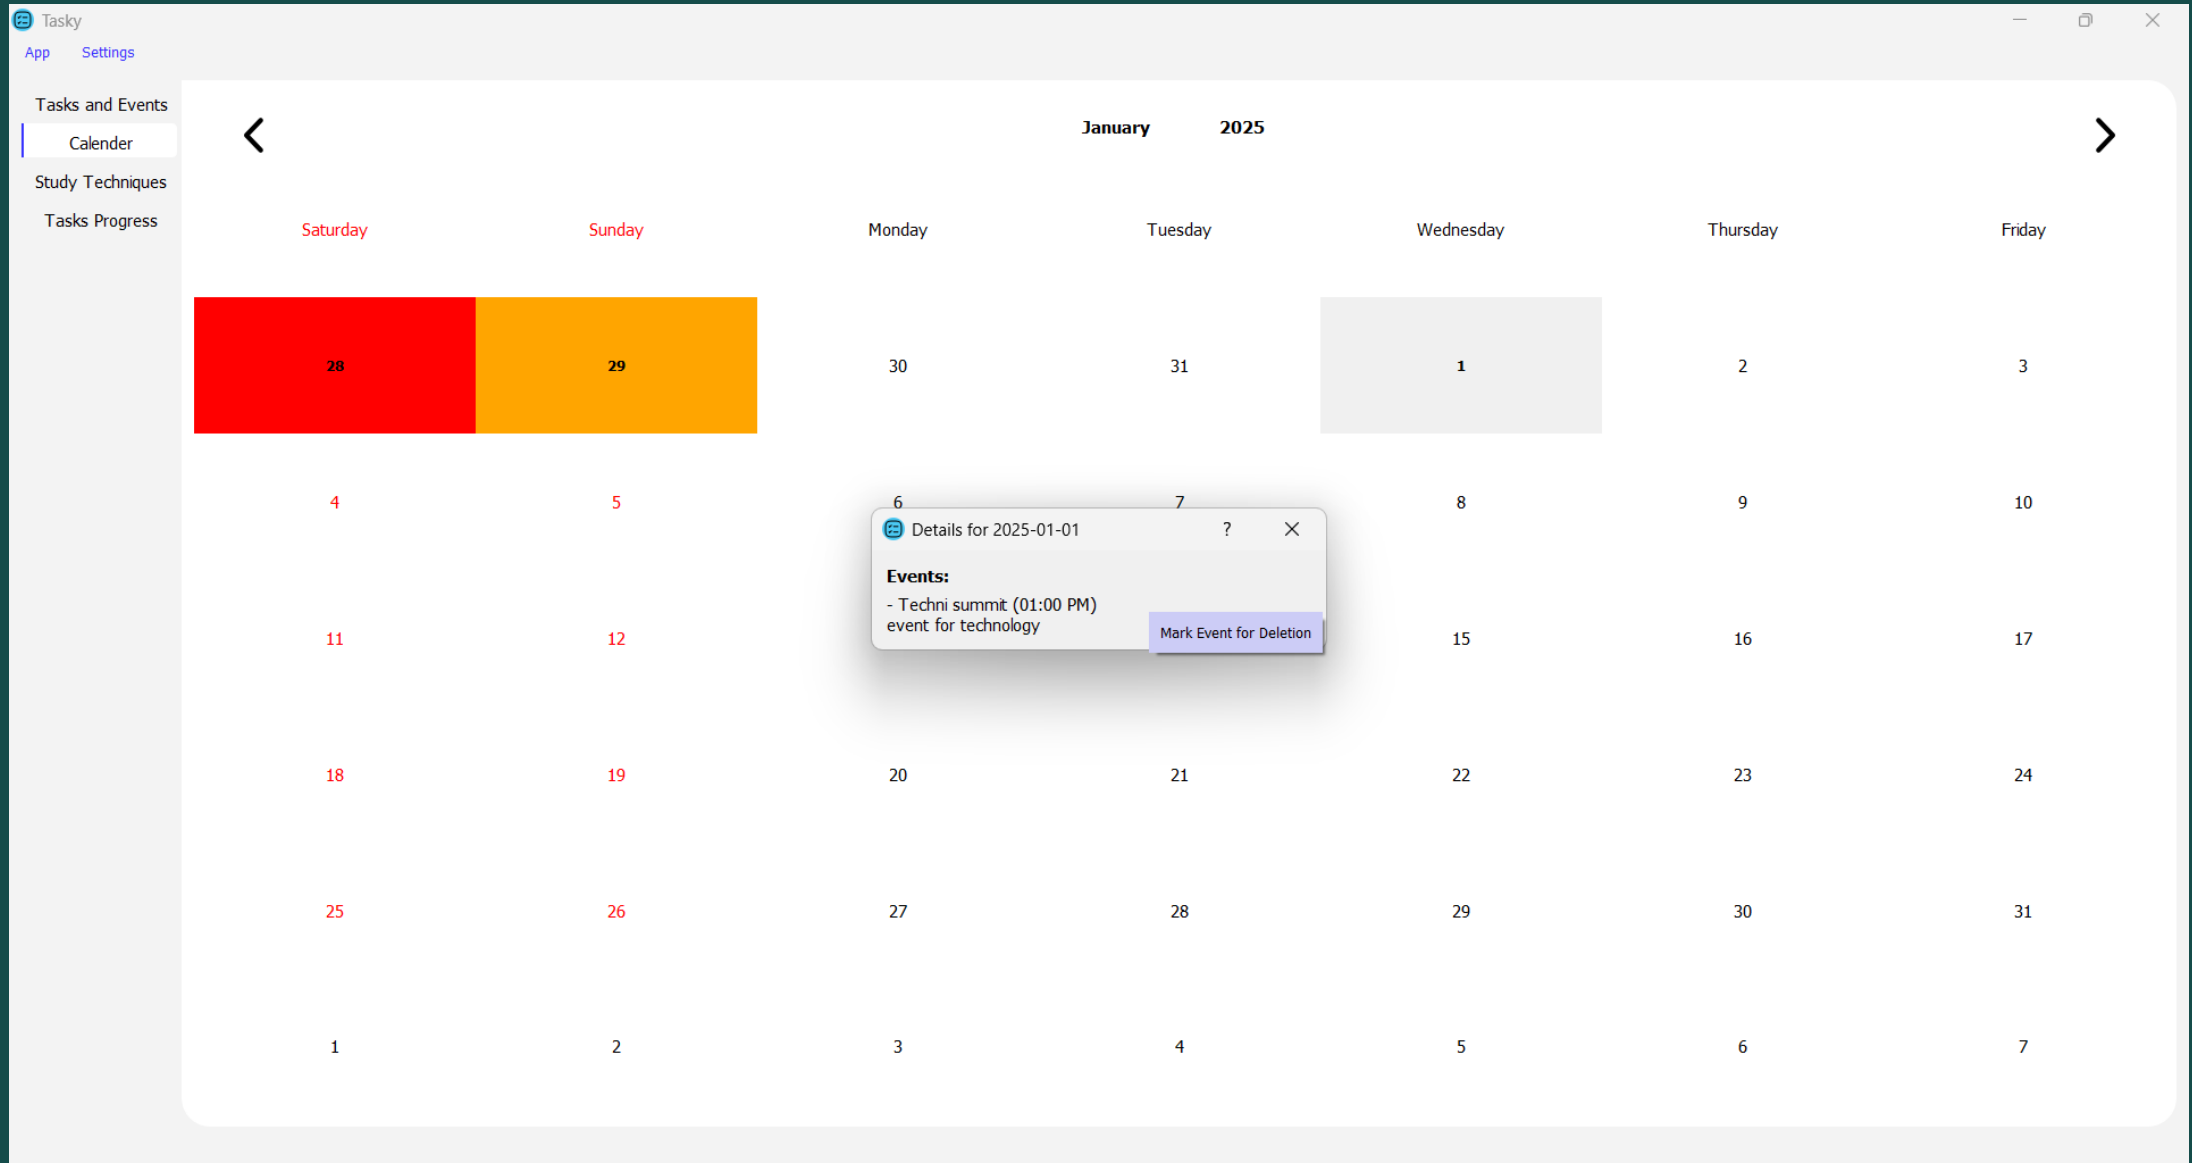 Tasky
App Settings
Tasks and Events
Calender
Study Techniques
Tasks Progress
January 2025
Saturday Sunday Monday Tuesday Wednesday Thursday Friday
28 29 30 31 1 2 3
4 5 6 7 8 9 10
Details for 2025-01-01 ?
Events:
- Techni summit (01:00 PM)
event for technology
Mark Event for Deletion
11 12 15 16 17
18 19 20 21 22 23 24
25 26 27 28 29 30 31
1 2 3 4 5 6 7